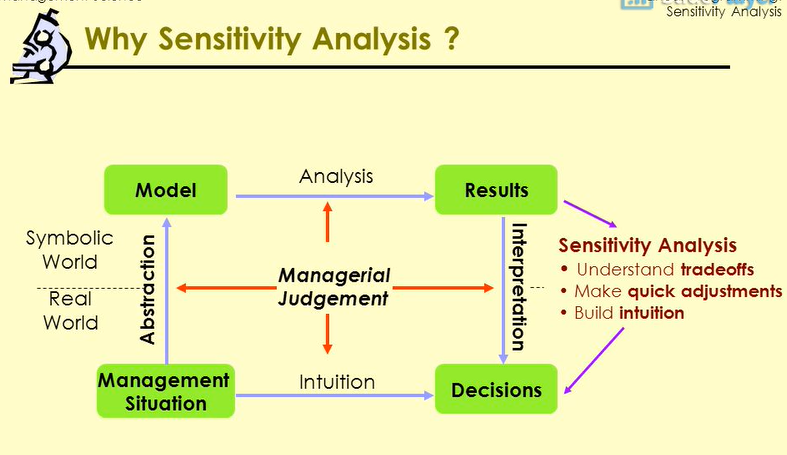 Sensitivity Analysis
Why Sensitivity Analysis ?
Model
Analysis
Results
Symbolic
World
Real
World
Abstraction
Managerial
Judgement
Interpretation
Sensitivity Analysis
• Understand tradeoffs
• Make quick adjustments
• Build intuition
Management
Situation
Intuition
Decisions